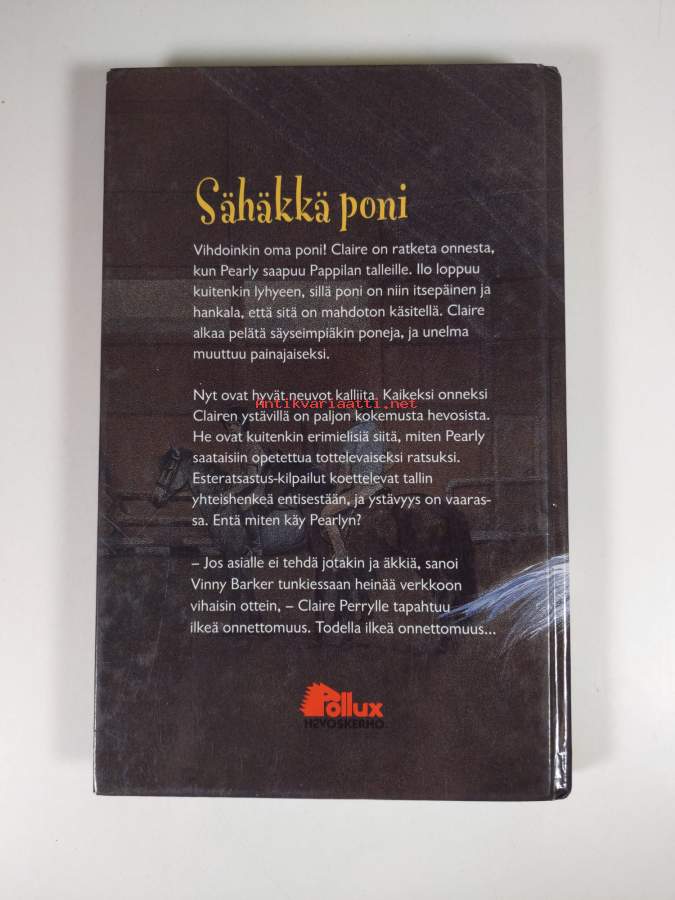 Sähäkkä poni
Vihdoinkin oma poni! Claire on ratketa onnesta,
kun Pearly saapuu Pappilan talleille. Ilo loppuu
kuitenkin lyhyeen, sillä poni on niin itsepäinen ja
hankala, että sitä on mahdoton käsitellä. Claire
alkaa pelätä säyseimpiäkin poneja, ja unelma
muuttuu painajaiseksi.
Nyt ovat hyvät neuvot kalliita. Kaikeksi onneksi
Antikvariaatti.net
Clairen ystävillä on paljon kokemusta hevosista.
He ovat kuitenkin erimielisiä siitä, miten Pearly
saataisiin opetettua tottelevaiseksi ratsuksi.
Esteratsastus-kilpailut koettelevat tallin
yhteishenkeä entisestään, ja ystävyys on vaaras-
sa. Entä miten käy Pearlyn?
– Jos asialle ei tehdä jotakin ja äkkiä, sanoi
Vinny Barker tunkiessaan heinää verkkoon
vihaisin ottein, – Claire Perrylle tapahtuu
ilkeä onnettomuus. Todella ilkeä onnettomuus...
Pollux
HEVOSKERHO